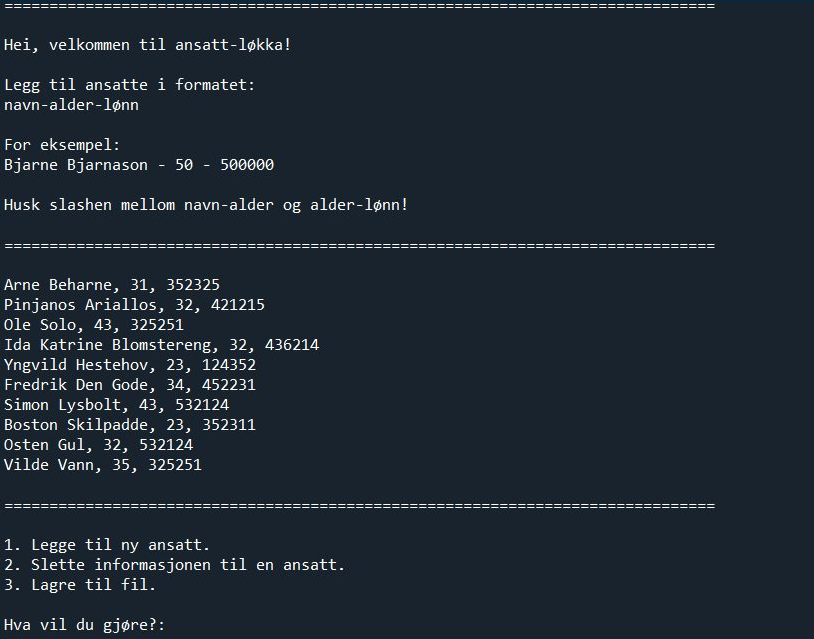 ===============================================================================
Hei, velkommen til ansatt-løkka!
Legg til ansatte i formatet:
navn-alder-lønn
For eksempel:
Bjarne Bjarnason - 50 - 500000
Husk slashen mellom navn-alder og alder-lønn!
===============================================================================
Arne Beharne, 31, 352325
Pinjanos Ariallos, 32, 421215
Ole Solo, 43, 325251
Ida Katrine Blomstereng, 32, 436214
Yngvild Hestehov, 23, 124352
Fredrik Den Gode, 34, 452231
Simon Lysbolt, 43, 532124
Boston Skilpadde, 23, 352311
Osten Gul, 32, 532124
Vilde Vann, 35, 325251
===============================================================================
1. Legge til ny ansatt.
2. Slette informasjonen til en ansatt.
3. Lagre til fil.
Hva vil du gjøre?: